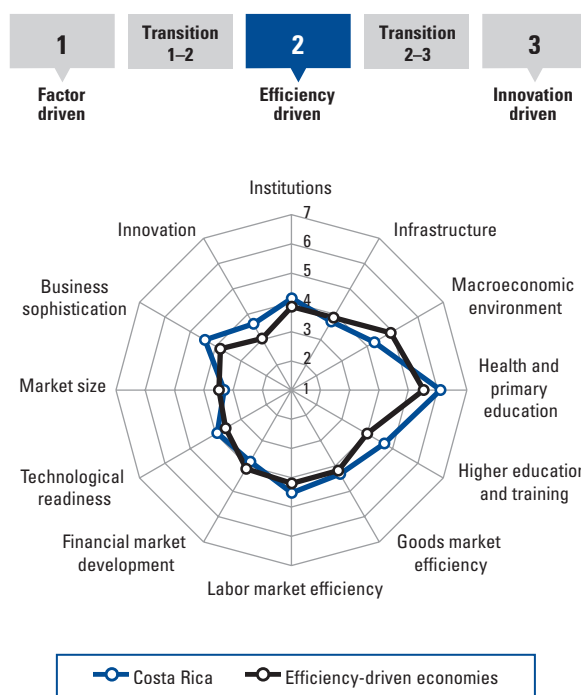 1
Transition
1–2
2
Transition
2–3
3
Factor
driven
Efficiency
driven
Innovation
driven
Institutions
7
6
5
4
3
2
1
Infrastructure
Macroeconomic
environment
Health and
primary
education
Higher education
and training
Goods market
efficiency
Labor market efficiency
Financial market
development
Technological
readiness
Market size
Business
sophistication
Innovation
Costa Rica
Efficiency-driven economies